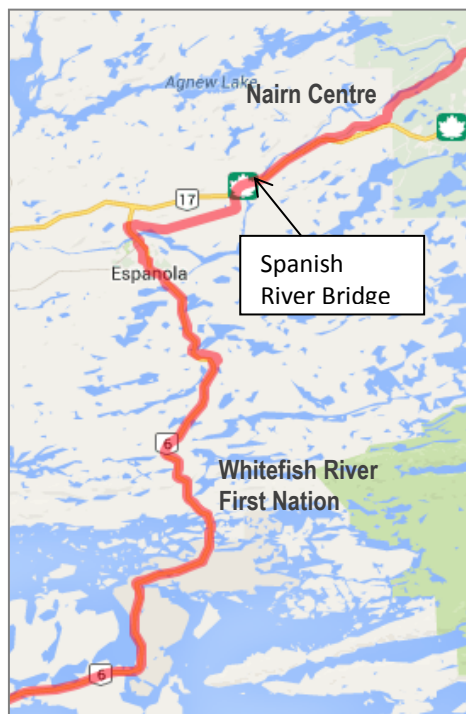 Agnew Lake
Nairn Centre
17
Spanish
River Bridge
Espanola
6
Whitefish River
First Nation
6